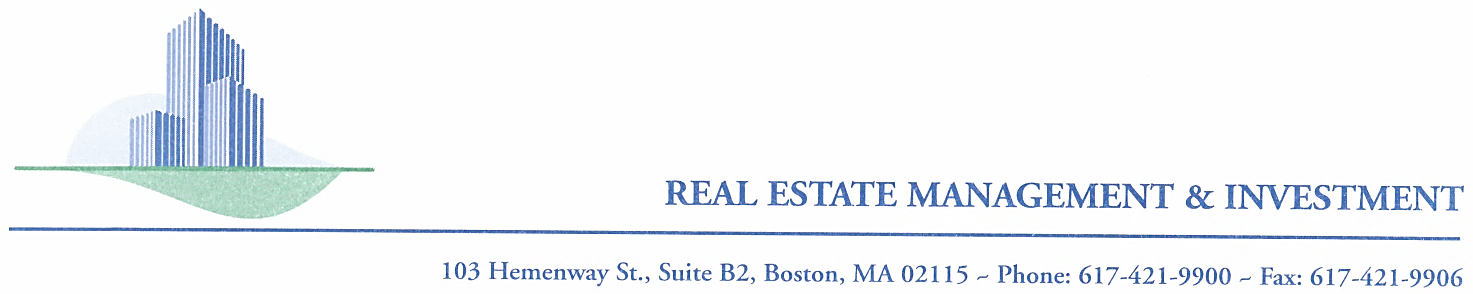 REAL ESTATE MANAGEMENT & INVESTMENT
103 Hemenway St., Suite B2, Boston, MA 02115 ~ Phone: 617-421-9900 ~ Fax: 617-421-9906